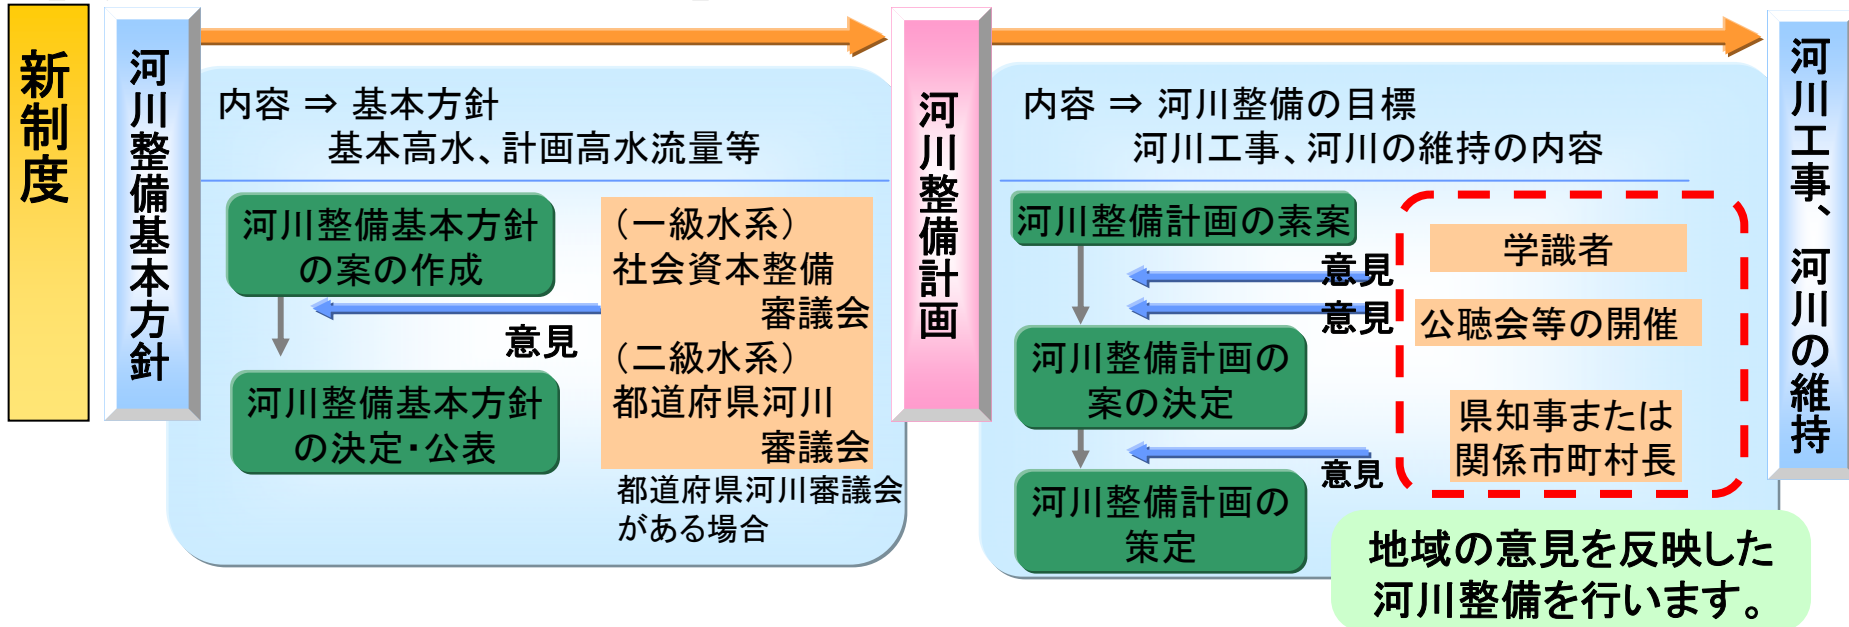 新制度
河川整備基本方針
内容 ⇒ 基本方針
基本高水、計画高水流量等
河川整備基本方針
の案の作成
意見
河川整備基本方針
の決定・公表
（一級水系）
社会資本整備
審議会
（二級水系）
都道府県河川
審議会
都道府県河川審議会
がある場合
河川整備計画
内容 ⇒ 河川整備の目標
河川工事、河川の維持の内容
河川整備計画の素案
意見
学識者
意見
公聴会等の開催
河川整備計画の
案の決定
意見
県知事または
関係市町村長
河川整備計画の
策定
地域の意見を反映した
河川整備を行います。
河川工事、河川の維持